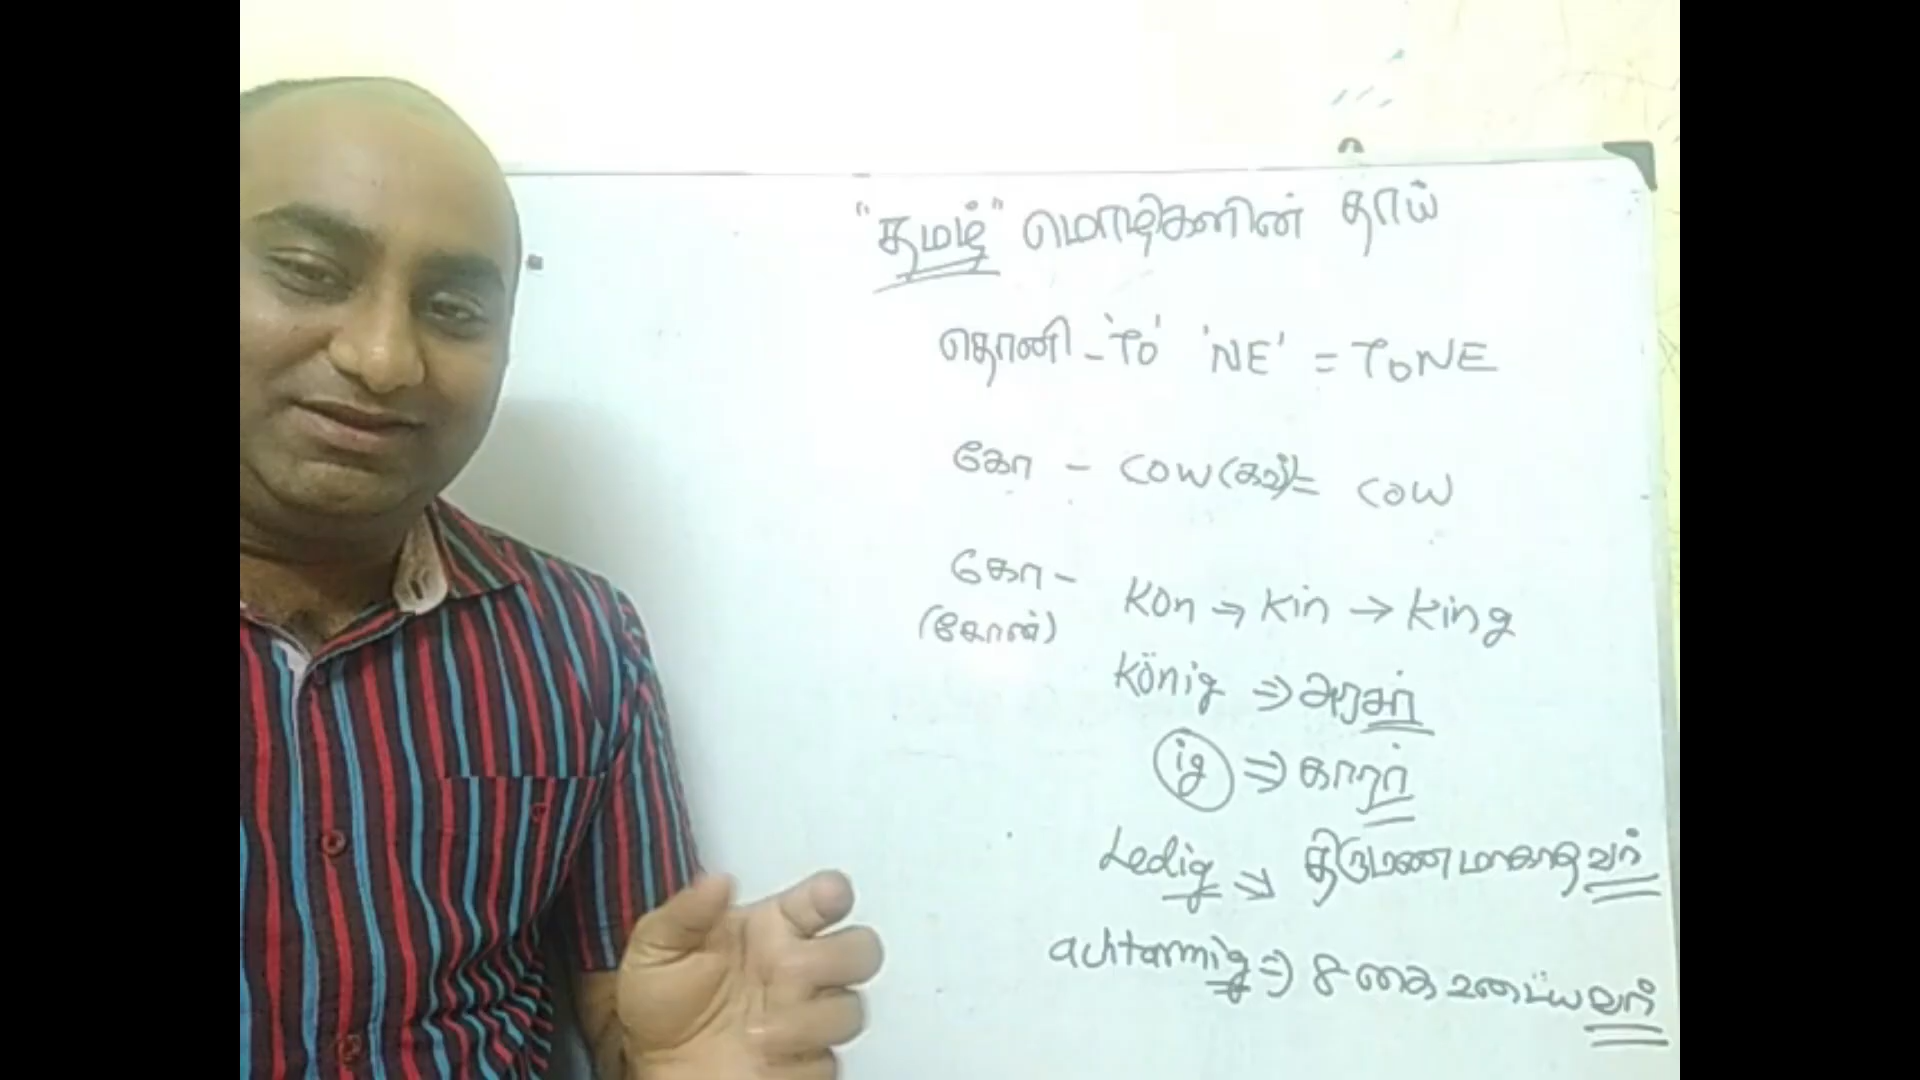 "தமிழ்" மொழிகளின் தாய்
தொனி - 'TO' 'NE' = TONE
கோ - COW (கவ்) = COW
கோ - Kon → Kin → King
(கோன்)
König ⇒ அரசர்
ig ⇒ காரர்
Ledig ⇒ திருமணமாகாதவர்
achtarmig ⇒ 8 கை உடையவர்